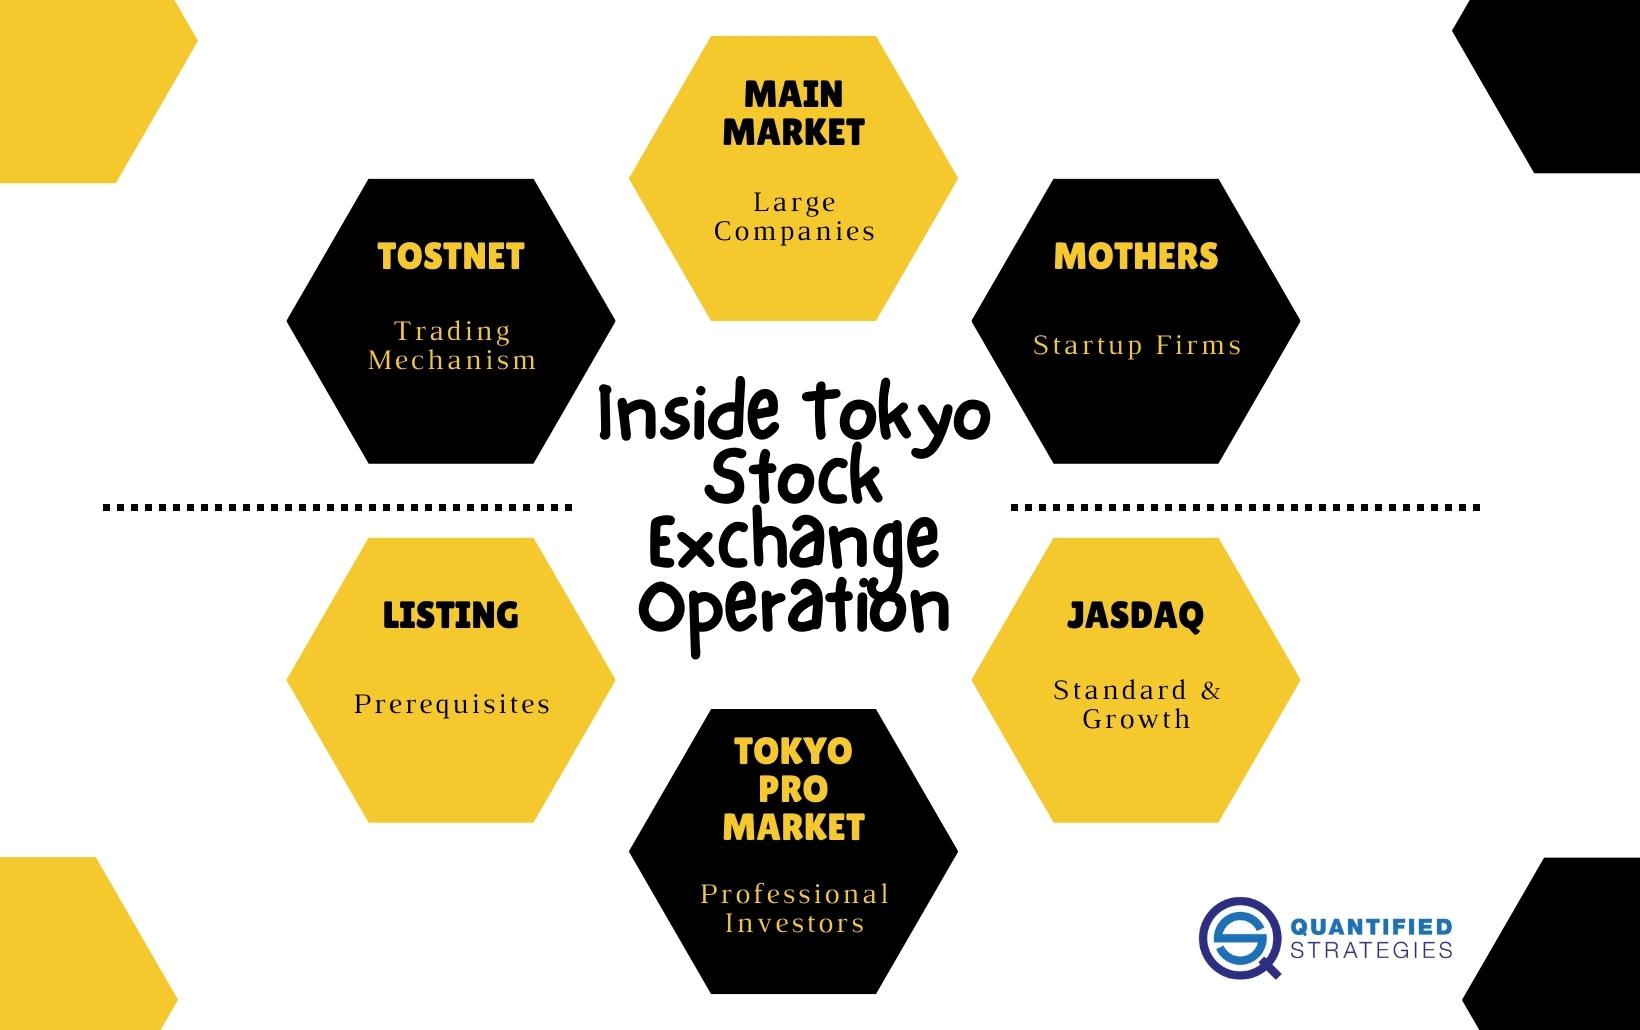 MAIN
MARKET
Large
Companies
TOSTNET
Trading
Mechanism
MOTHERS
Startup Firms
Inside Tokyo
Stock
Exchange
Operation
LISTING
Prerequisites
JASDAQ
Standard &
Growth
TOKYO
PRO
MARKET
Professional
Investors
QUANTIFIED
STRATEGIES